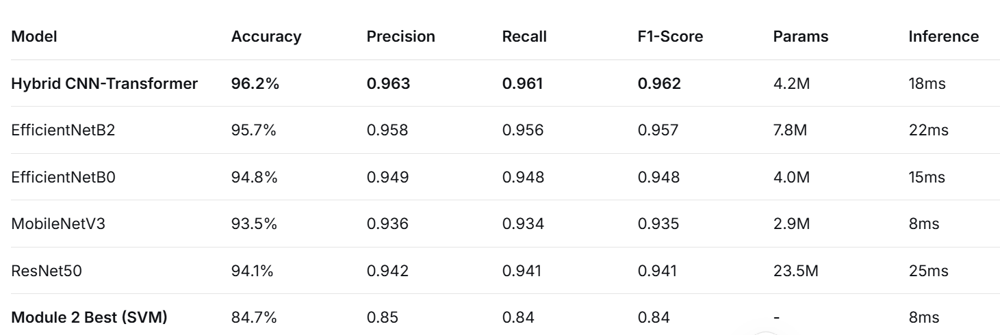 Model Accuracy Precision Recall F1-Score Params Inference
Hybrid CNN-Transformer 96.2% 0.963 0.961 0.962 4.2M 18ms
EfficientNetB2 95.7% 0.958 0.956 0.957 7.8M 22ms
EfficientNetB0 94.8% 0.949 0.948 0.948 4.0M 15ms
MobileNetV3 93.5% 0.936 0.934 0.935 2.9M 8ms
ResNet50 94.1% 0.942 0.941 0.941 23.5M 25ms
Module 2 Best (SVM) 84.7% 0.85 0.84 0.84 - 8ms